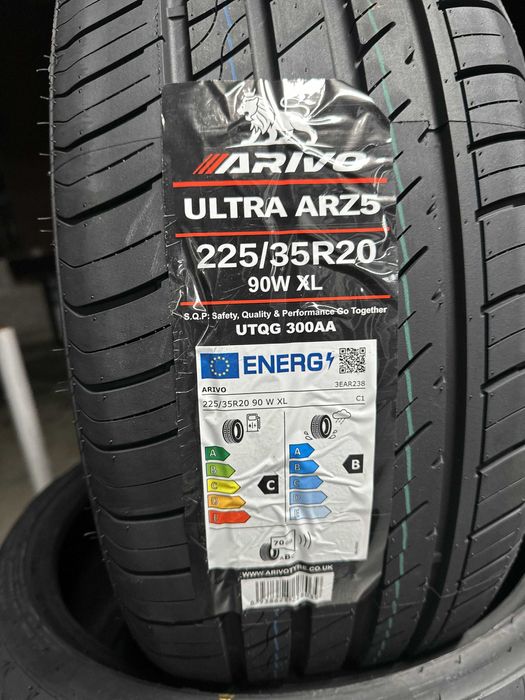 ARIVO
ULTRA ARZ5
225/35R20
90W XL
S.Q.P: Safety, Quality & Performance Go Together
UTQG 300AA
ENERG
ARIVO 3EAR238
225/35R20 90 W XL C1
A A
B B B
C C C
D D
E E
70 dB
WWW.ARIVOTYRE.CO.UK